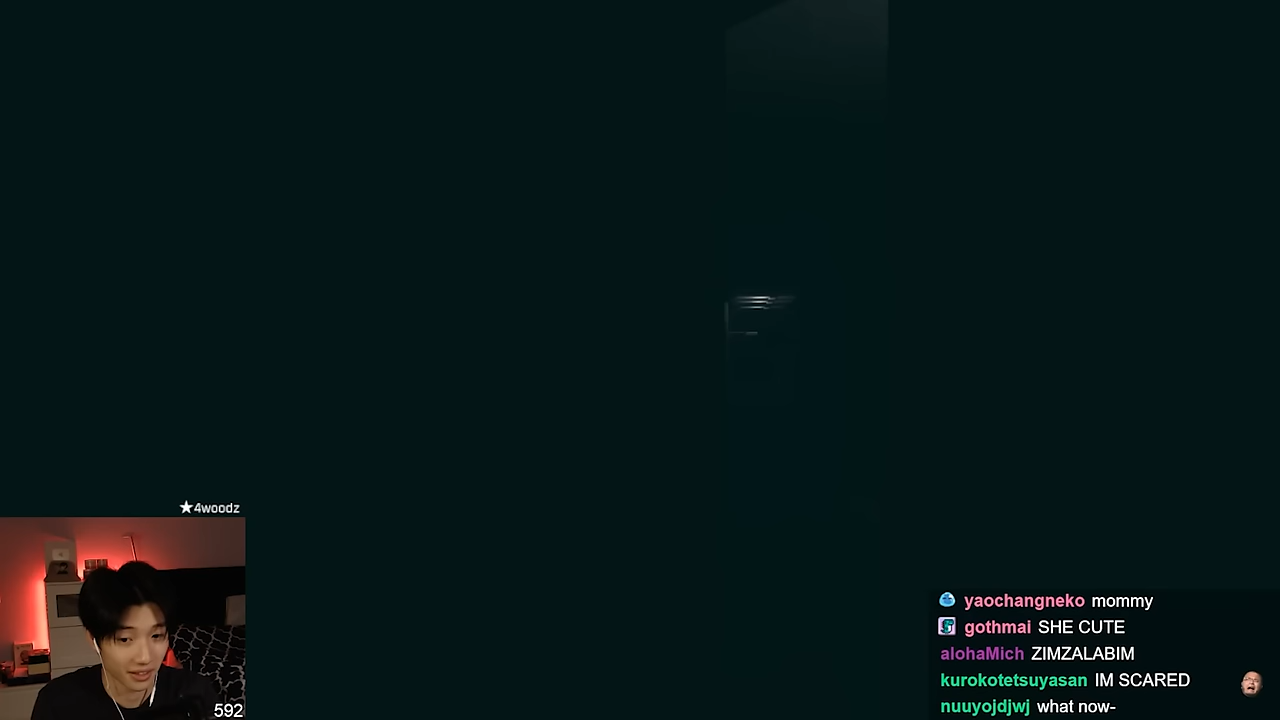 ★4woodz
592
yaochangneko mommy
gothmai SHE CUTE
alohaMich ZIMZALABIM
kurokotetsuyasan IM SCARED
nuuyojdjwj what now-